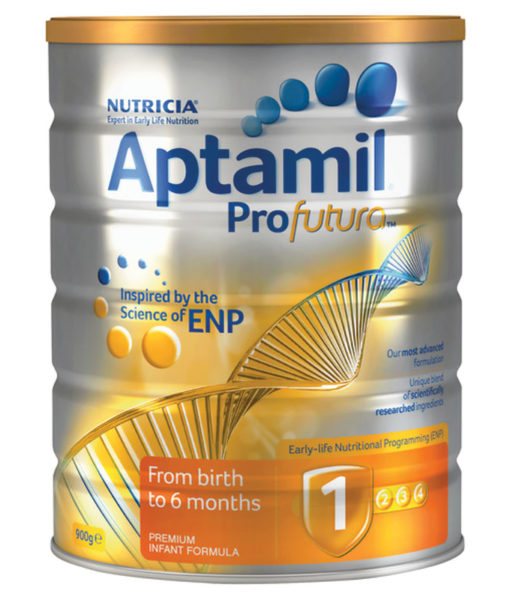 NUTRICIA®
Expert in Early Life Nutrition
Aptamil®
Profutura™
Inspired by the
Science of ENP
Our most advanced
formulation
Unique blend
of scientifically
researched ingredients
Early-life Nutritional Programming (ENP)
From birth
to 6 months
1
2 3 4
PREMIUM
INFANT FORMULA
900g ℮